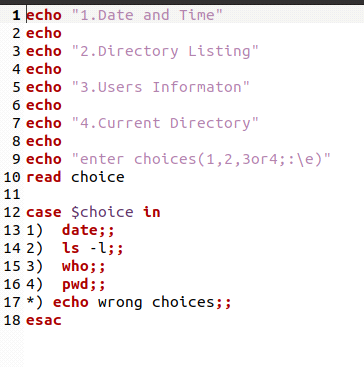 1 echo "1.Date and Time"
2 echo
3 echo "2.Directory Listing"
4 echo
5 echo "3.Users Informaton"
6 echo
7 echo "4.Current Directory"
8 echo
9 echo "enter choices(1,2,3or4;:\e)"
10 read choice
11
12 case $choice in
13 1)  date;;
14 2)  ls -l;;
15 3)  who;;
16 4)  pwd;;
17 *) echo wrong choices;;
18 esac